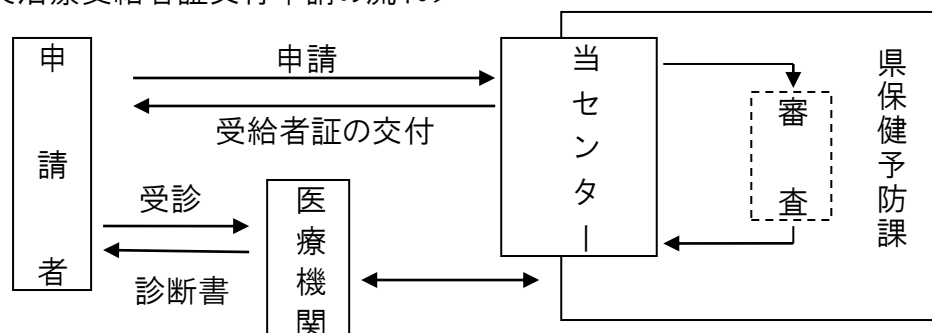 治療受給者証交付申請の流れ
申請者
申請
受給者証の交付
当センター
審査
県保健予防課
受診
診断書
医療機関